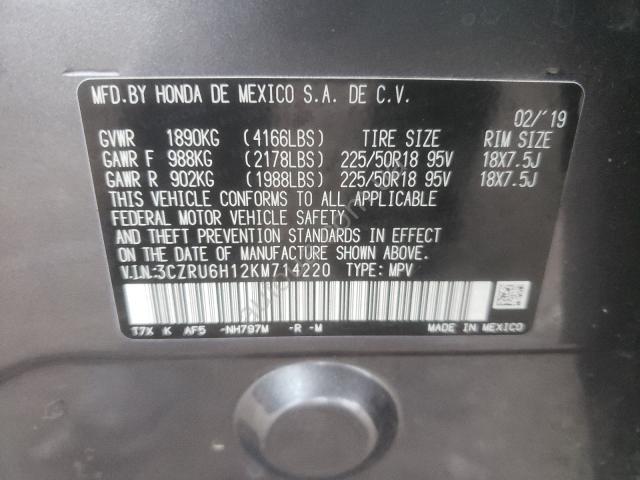 MFD.BY HONDA DE MEXICO S.A. DE C.V.
02/'19
GVWR 1890KG (4166LBS) TIRE SIZE RIM SIZE
GAWR F 988KG (2178LBS) 225/50R18 95V 18X7.5J
GAWR R 902KG (1988LBS) 225/50R18 95V 18X7.5J
THIS VEHICLE CONFORMS TO ALL APPLICABLE
FEDERAL MOTOR VEHICLE SAFETY
AND THEFT PREVENTION STANDARDS IN EFFECT
ON THE DATE OF MANUFACTURE SHOWN ABOVE.
V.I.N:3CZRU6H12KM714220 TYPE: MPV
T7X K AF5 -NH797M -R -M MADE IN MEXICO